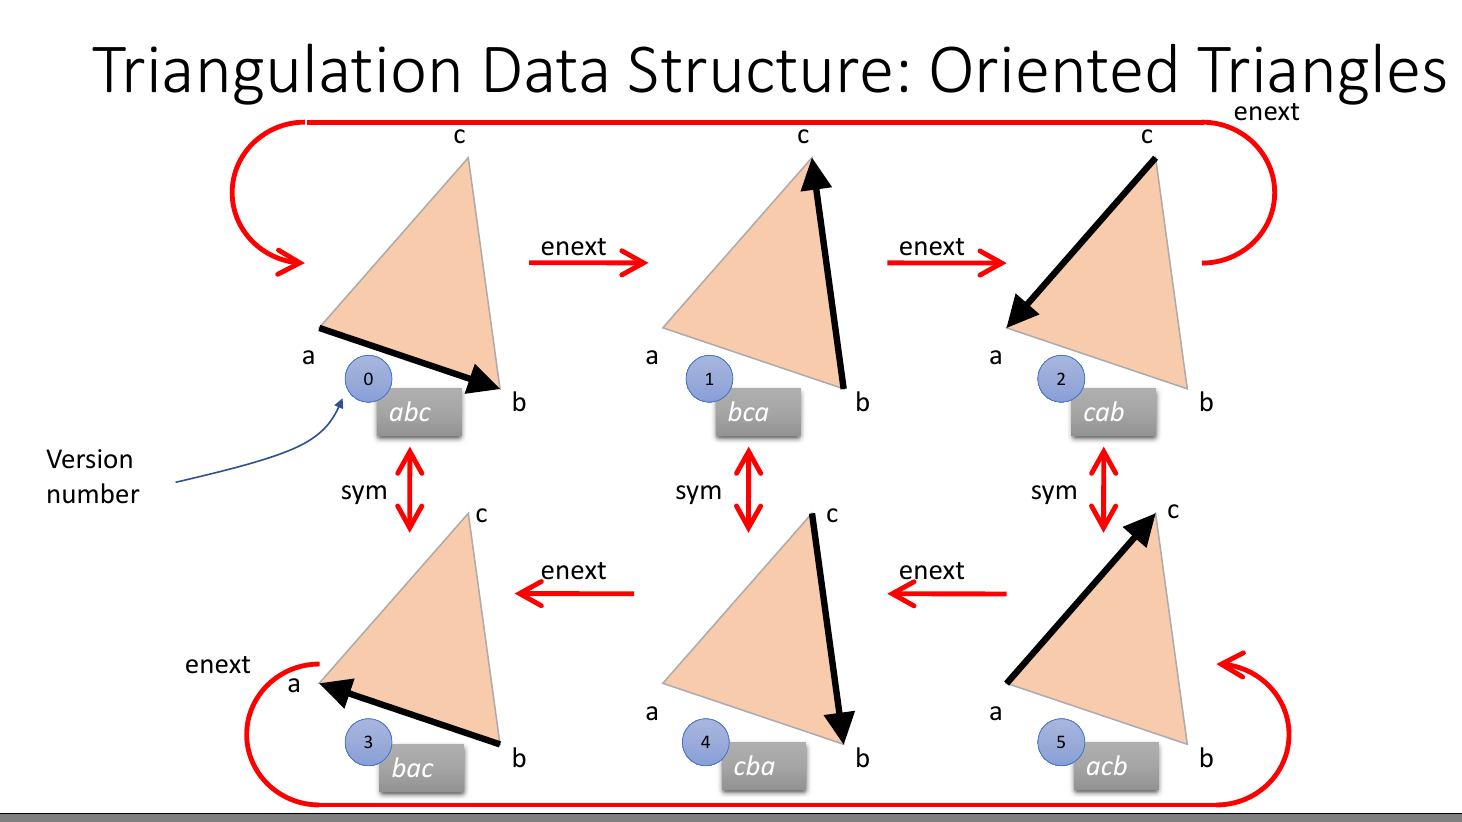 Triangulation Data Structure: Oriented Triangles
enext
c
c
c
enext
enext
a
b
a
b
a
b
0
abc
1
bca
2
cab
Version
number
sym
sym
sym
c
c
c
enext
enext
enext
a
b
a
b
a
b
3
bac
4
cba
5
acb